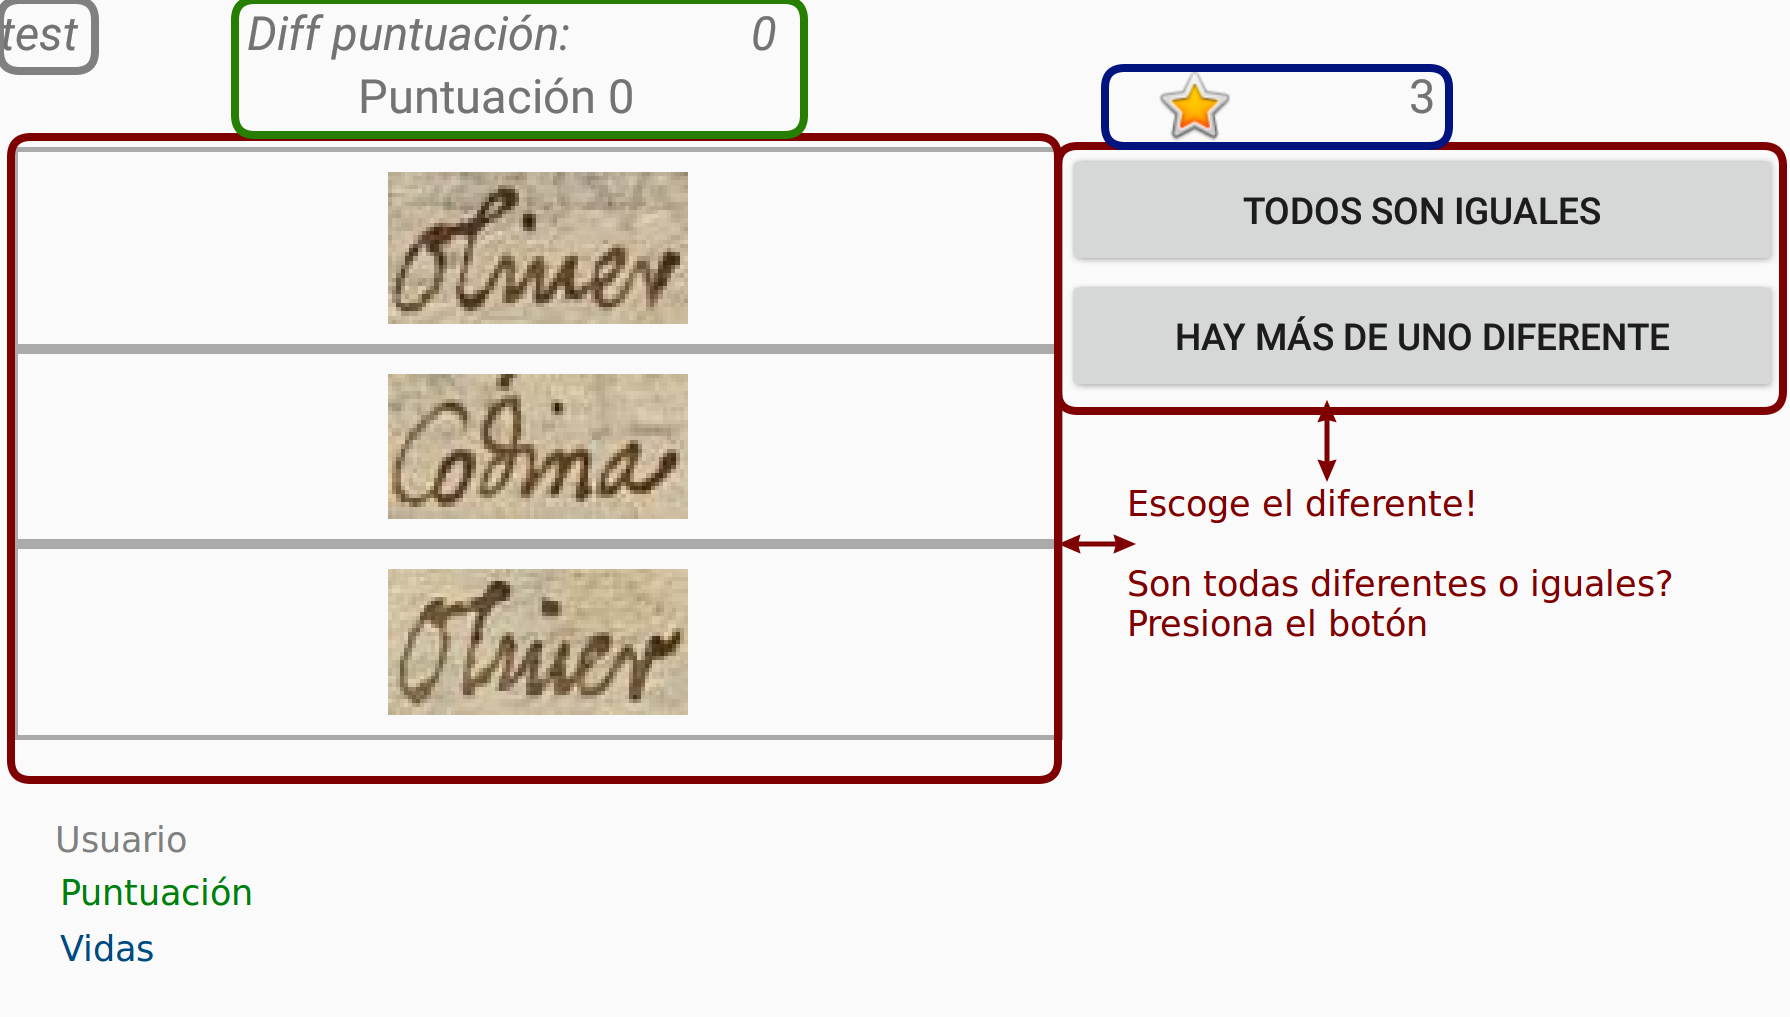 test
Diff puntuación: 0
Puntuación 0
3
Oliuer
Codina
Oliuer
TODOS SON IGUALES
HAY MÁS DE UNO DIFERENTE
Escoge el diferente!
Son todas diferentes o iguales?
Presiona el botón
Usuario
Puntuación
Vidas